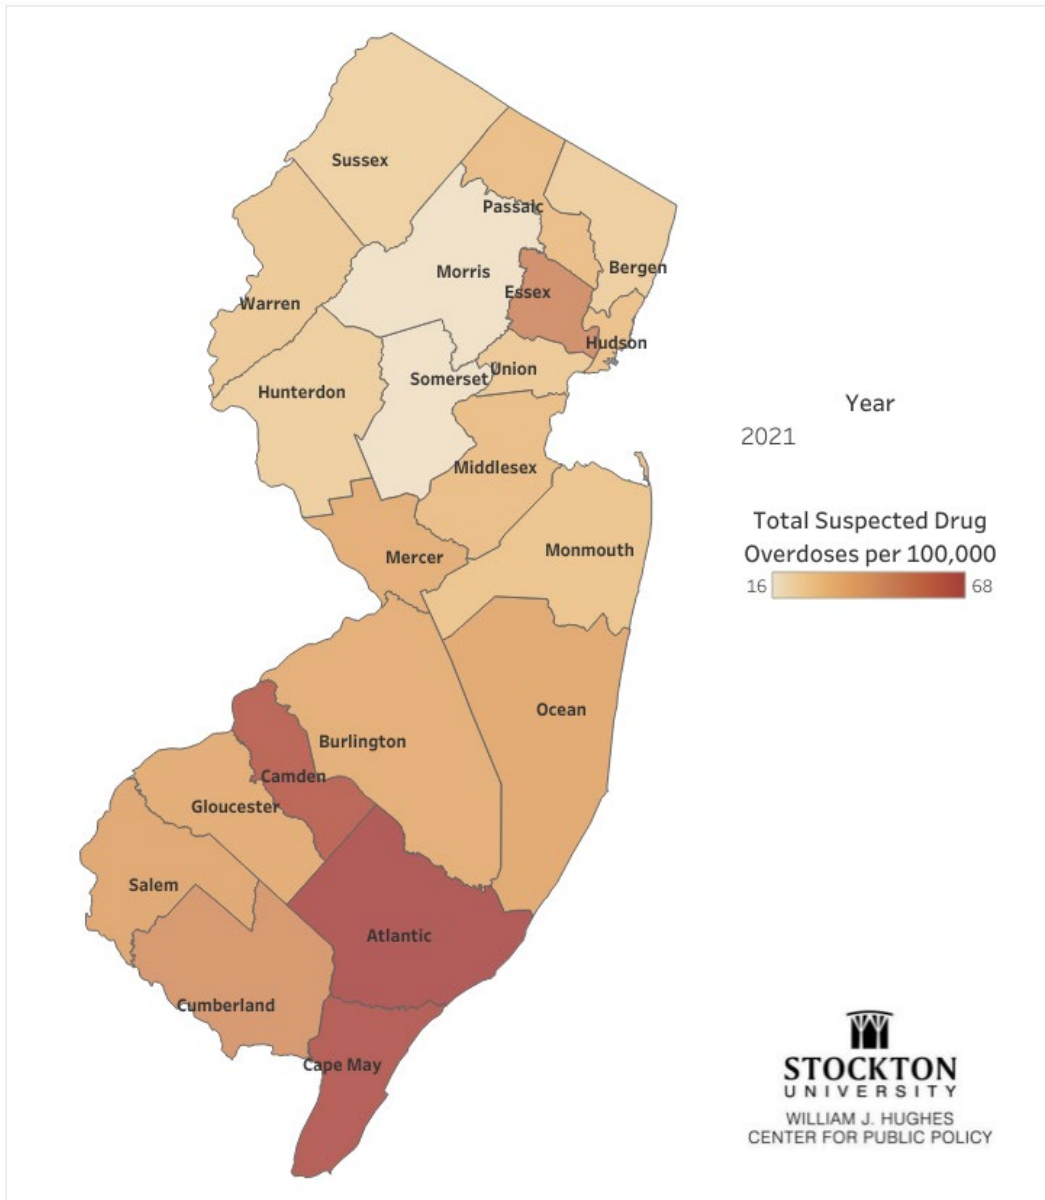 Sussex
Passaic
Morris
Bergen
Essex
Warren
Hudson
Union
Somerset
Hunterdon
Middlesex
Mercer
Monmouth
Ocean
Burlington
Camden
Gloucester
Salem
Atlantic
Cumberland
Cape May
Year
2021
Total Suspected Drug
Overdoses per 100,000
16 68
STOCKTON
UNIVERSITY
WILLIAM J. HUGHES
CENTER FOR PUBLIC POLICY